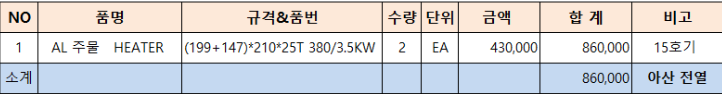 NO 품명 규격&품번 수량 단위 금액 합 계 비고
1 AL 주물 HEATER (199+147)*210*25T 380/3.5KW 2 EA 430,000 860,000 15호기
소계 860,000 아산 전열